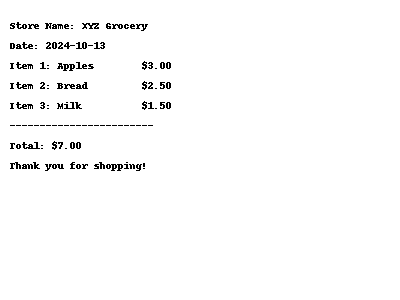 Store Name: XYZ Grocery
Date: 2024-10-13
Item 1: Apples        $3.00
Item 2: Bread         $2.50
Item 3: Milk          $1.50
------------------------
Total: $7.00
Thank you for shopping!